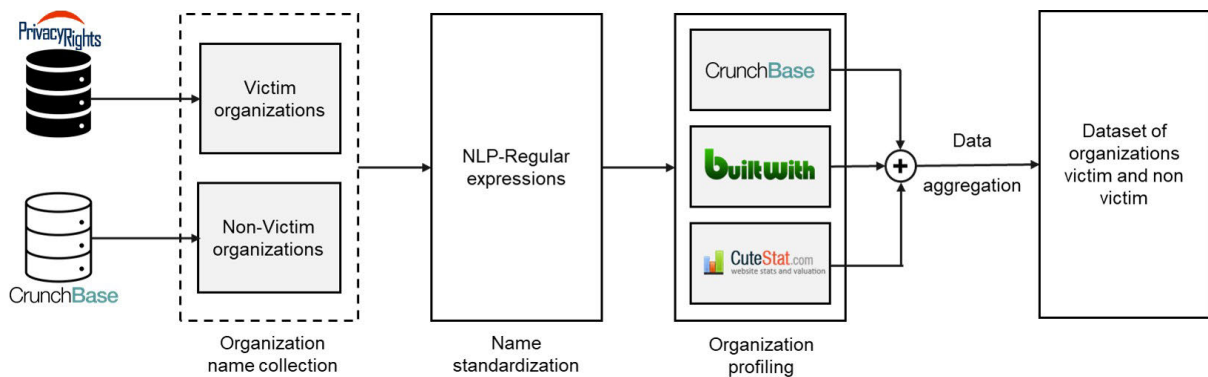 PrivacyRights
Victim
organizations
Non-Victim
organizations
CrunchBase
Organization
name collection
NLP-Regular
expressions
Name
standardization
CrunchBase
builtwith
CuteStat.com
website stats and valuation
Organization
profiling
+
Data
aggregation
Dataset of
organizations
victim and non
victim